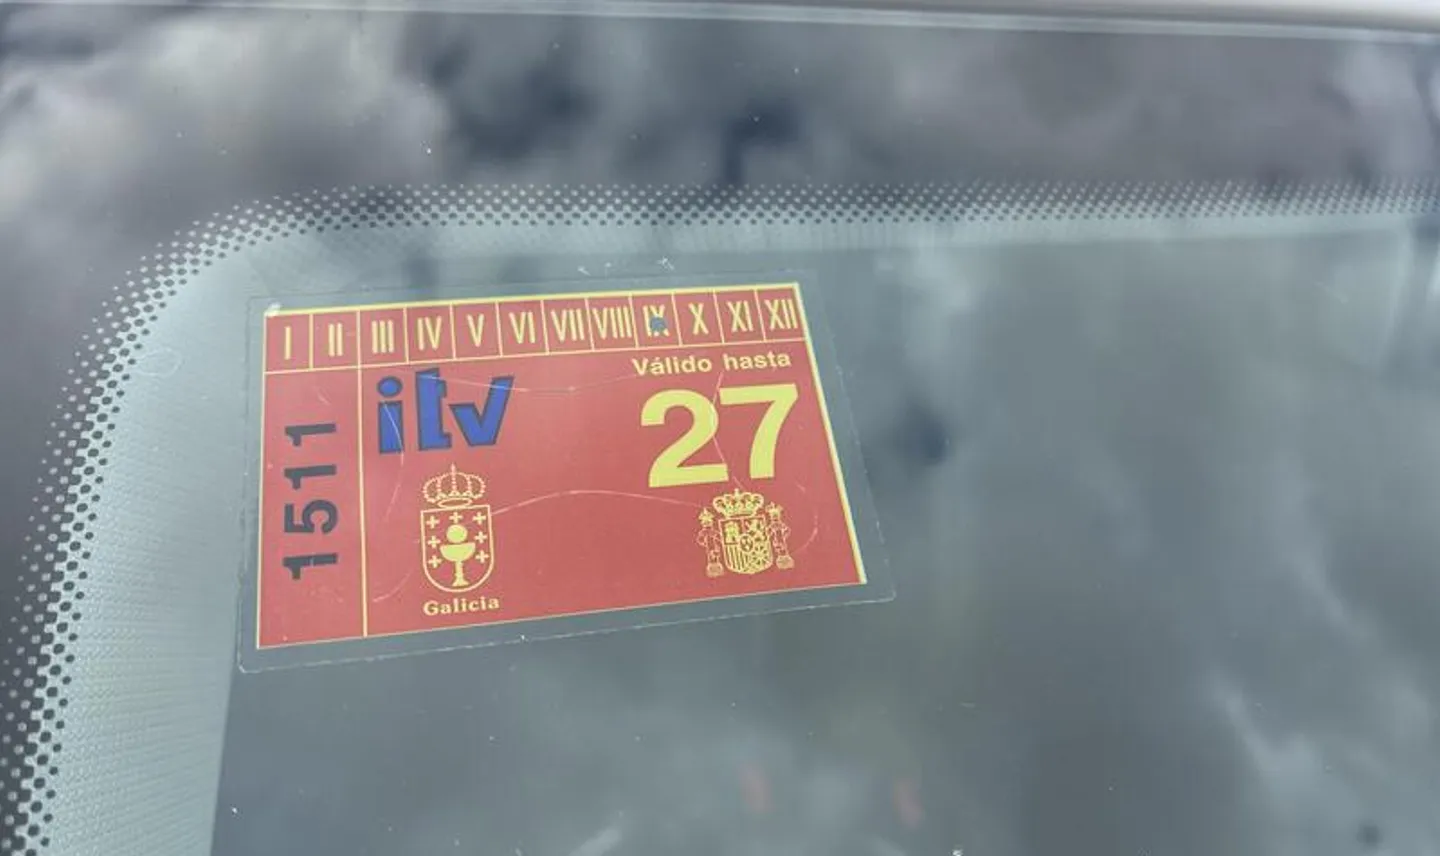 I II III IV V VI VII VIII IX X XI XII
Válido hasta
itv
27
1511
Galicia